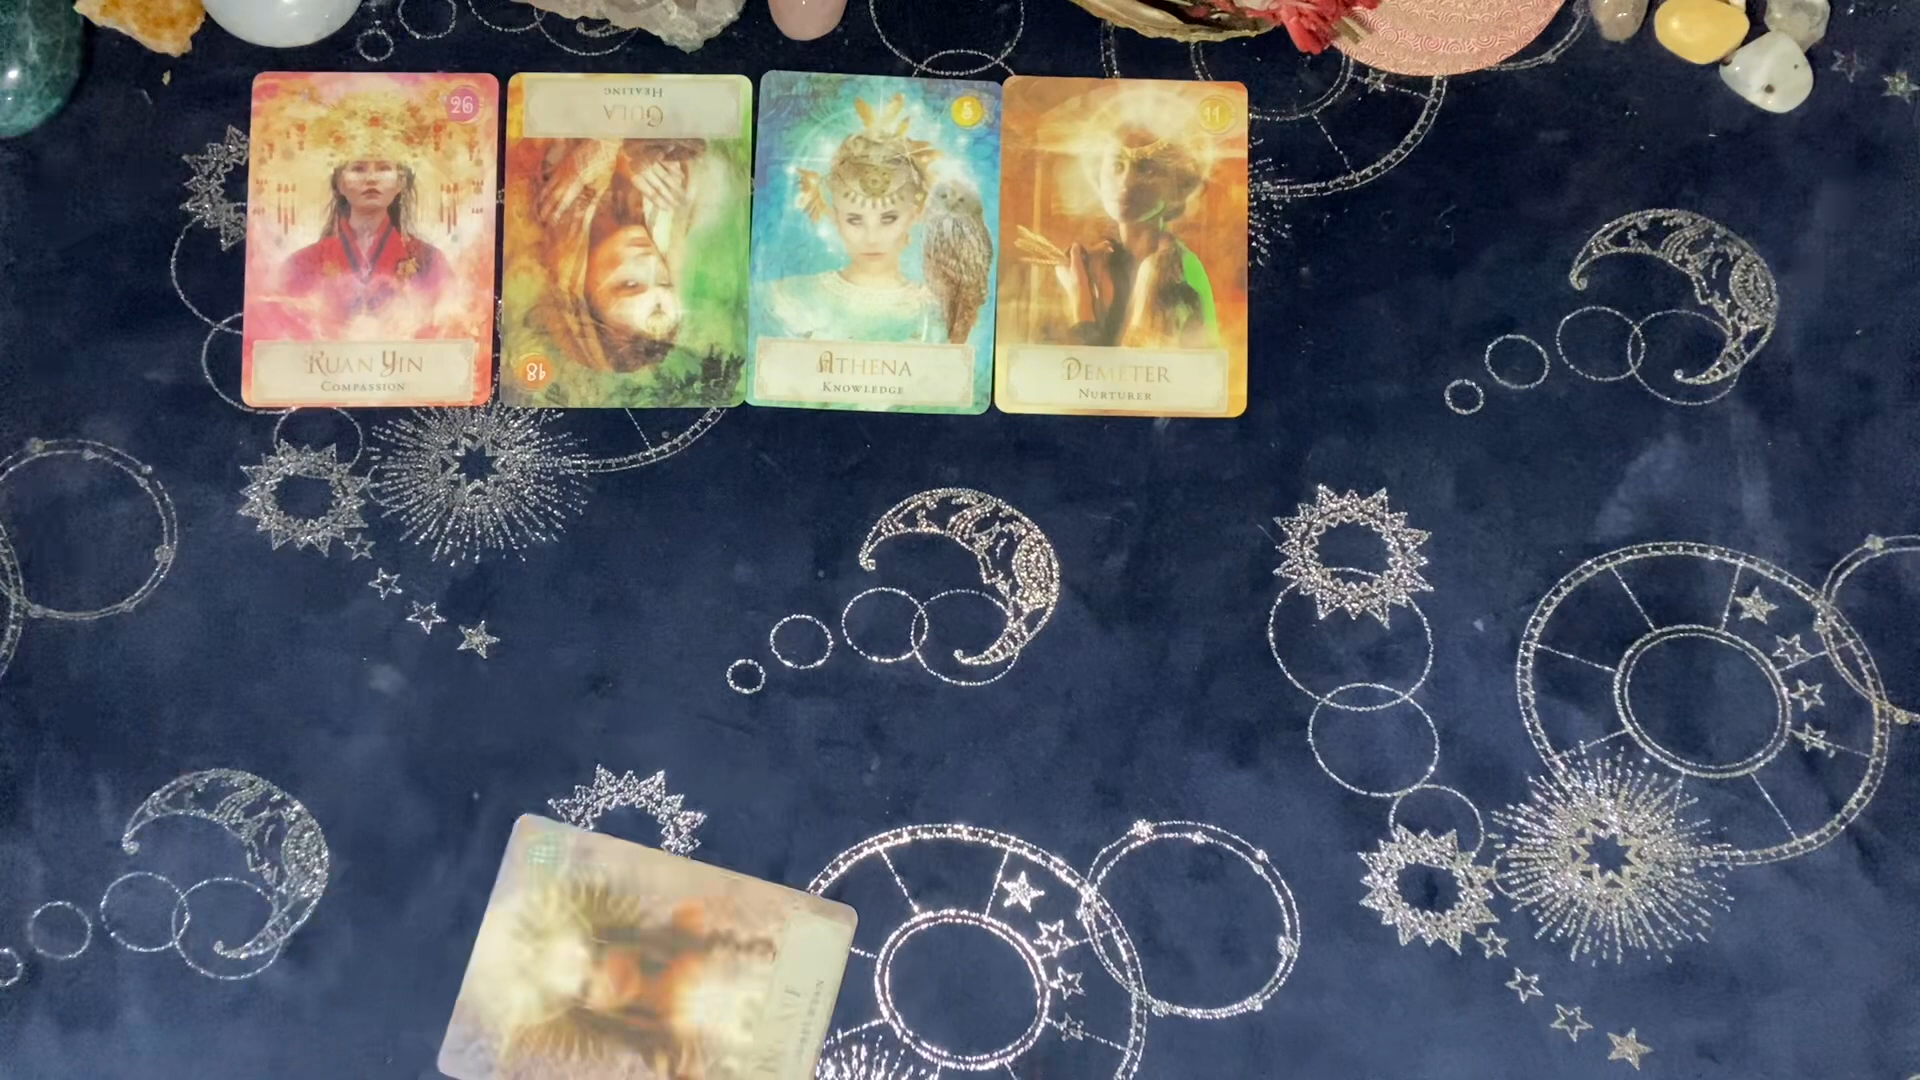 26
KUAN YIN
COMPASSION
GULA
HEALING
18
5
ATHENA
KNOWLEDGE
11
DEMETER
NURTURER